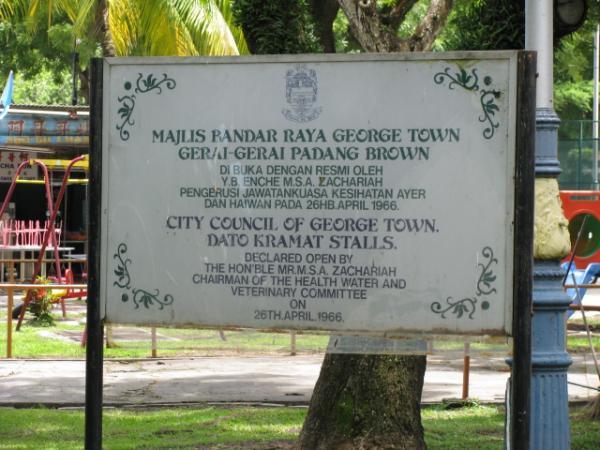 MAJLIS BANDAR RAYA GEORGE TOWN
GERAI-GERAI PADANG BROWN
DI BUKA DENGAN RESMI OLEH
Y.B. ENCHE M.S.A. ZACHARIAH
PENGERUSI JAWATANKUASA KESIHATAN AYER
DAN HAIWAN PADA 26HB.APRIL 1966.
CITY COUNCIL OF GEORGE TOWN.
DATO KRAMAT STALLS.
DECLARED OPEN BY
THE HON'BLE MR.M.S.A. ZACHARIAH
CHAIRMAN OF THE HEALTH WATER AND
VETERINARY COMMITTEE
ON
26TH.APRIL.1966.